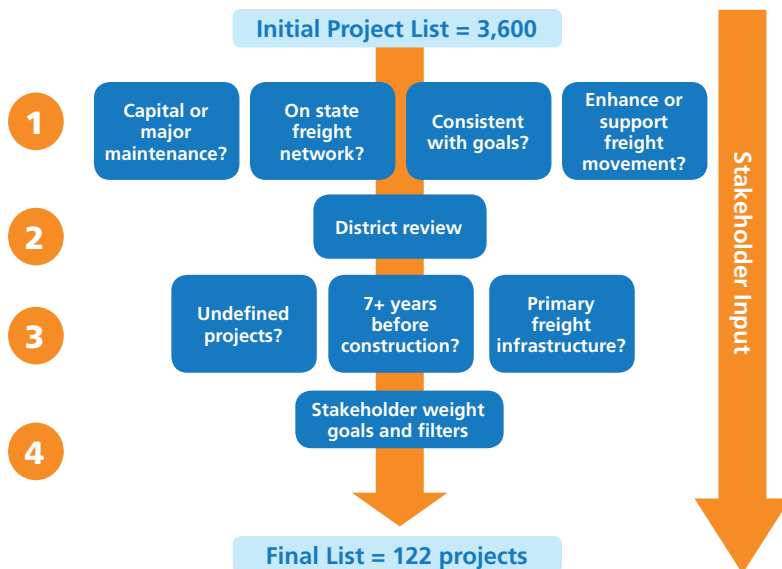 Initial Project List = 3,600
1
Capital or
major
maintenance?
On state
freight
network?
Consistent
with goals?
Enhance or
support
freight
movement?
2
District review
3
Undefined
projects?
7+ years
before
construction?
Primary
freight
infrastructure?
4
Stakeholder weight
goals and filters
Final List = 122 projects
Stakeholder Input